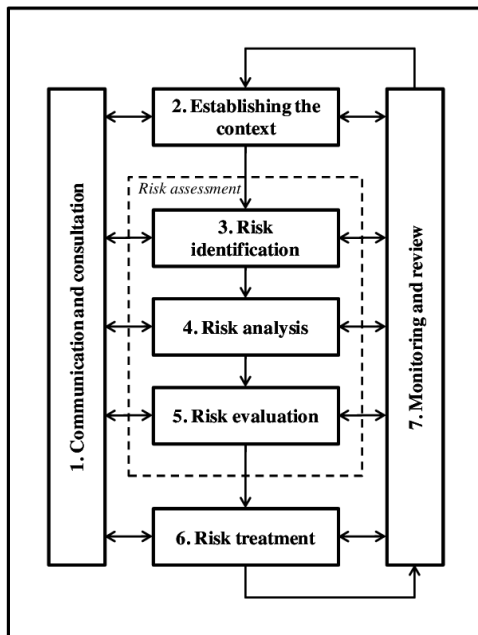 1. Communication and consultation
2. Establishing the
context
Risk assessment
3. Risk
identification
4. Risk analysis
5. Risk evaluation
6. Risk treatment
7. Monitoring and review